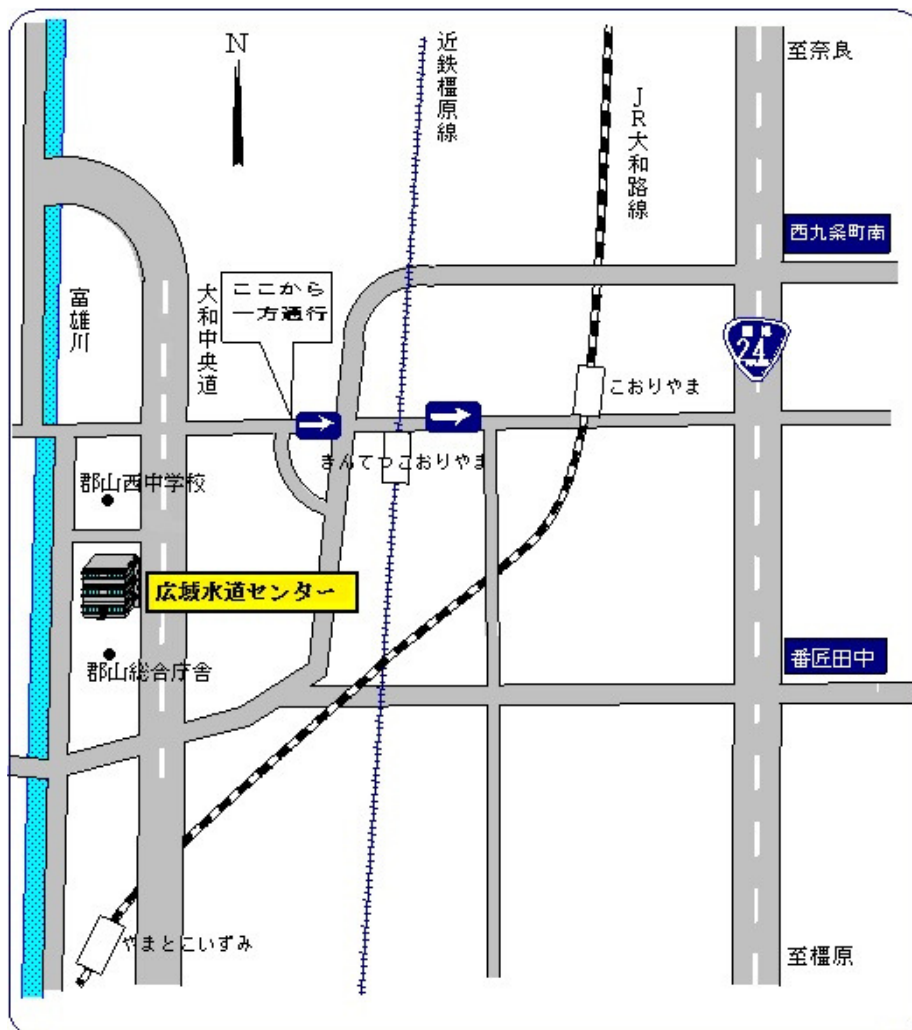 N
近鉄橿原線
JR大和路線
至奈良
西九条町南
富雄川
大和中央道
ここから
一方通行
国道
24
こおりやま
きんてつこおりやま
郡山西中学校
広域水道センター
郡山総合庁舎
番匠田中
やまとこいずみ
至橿原